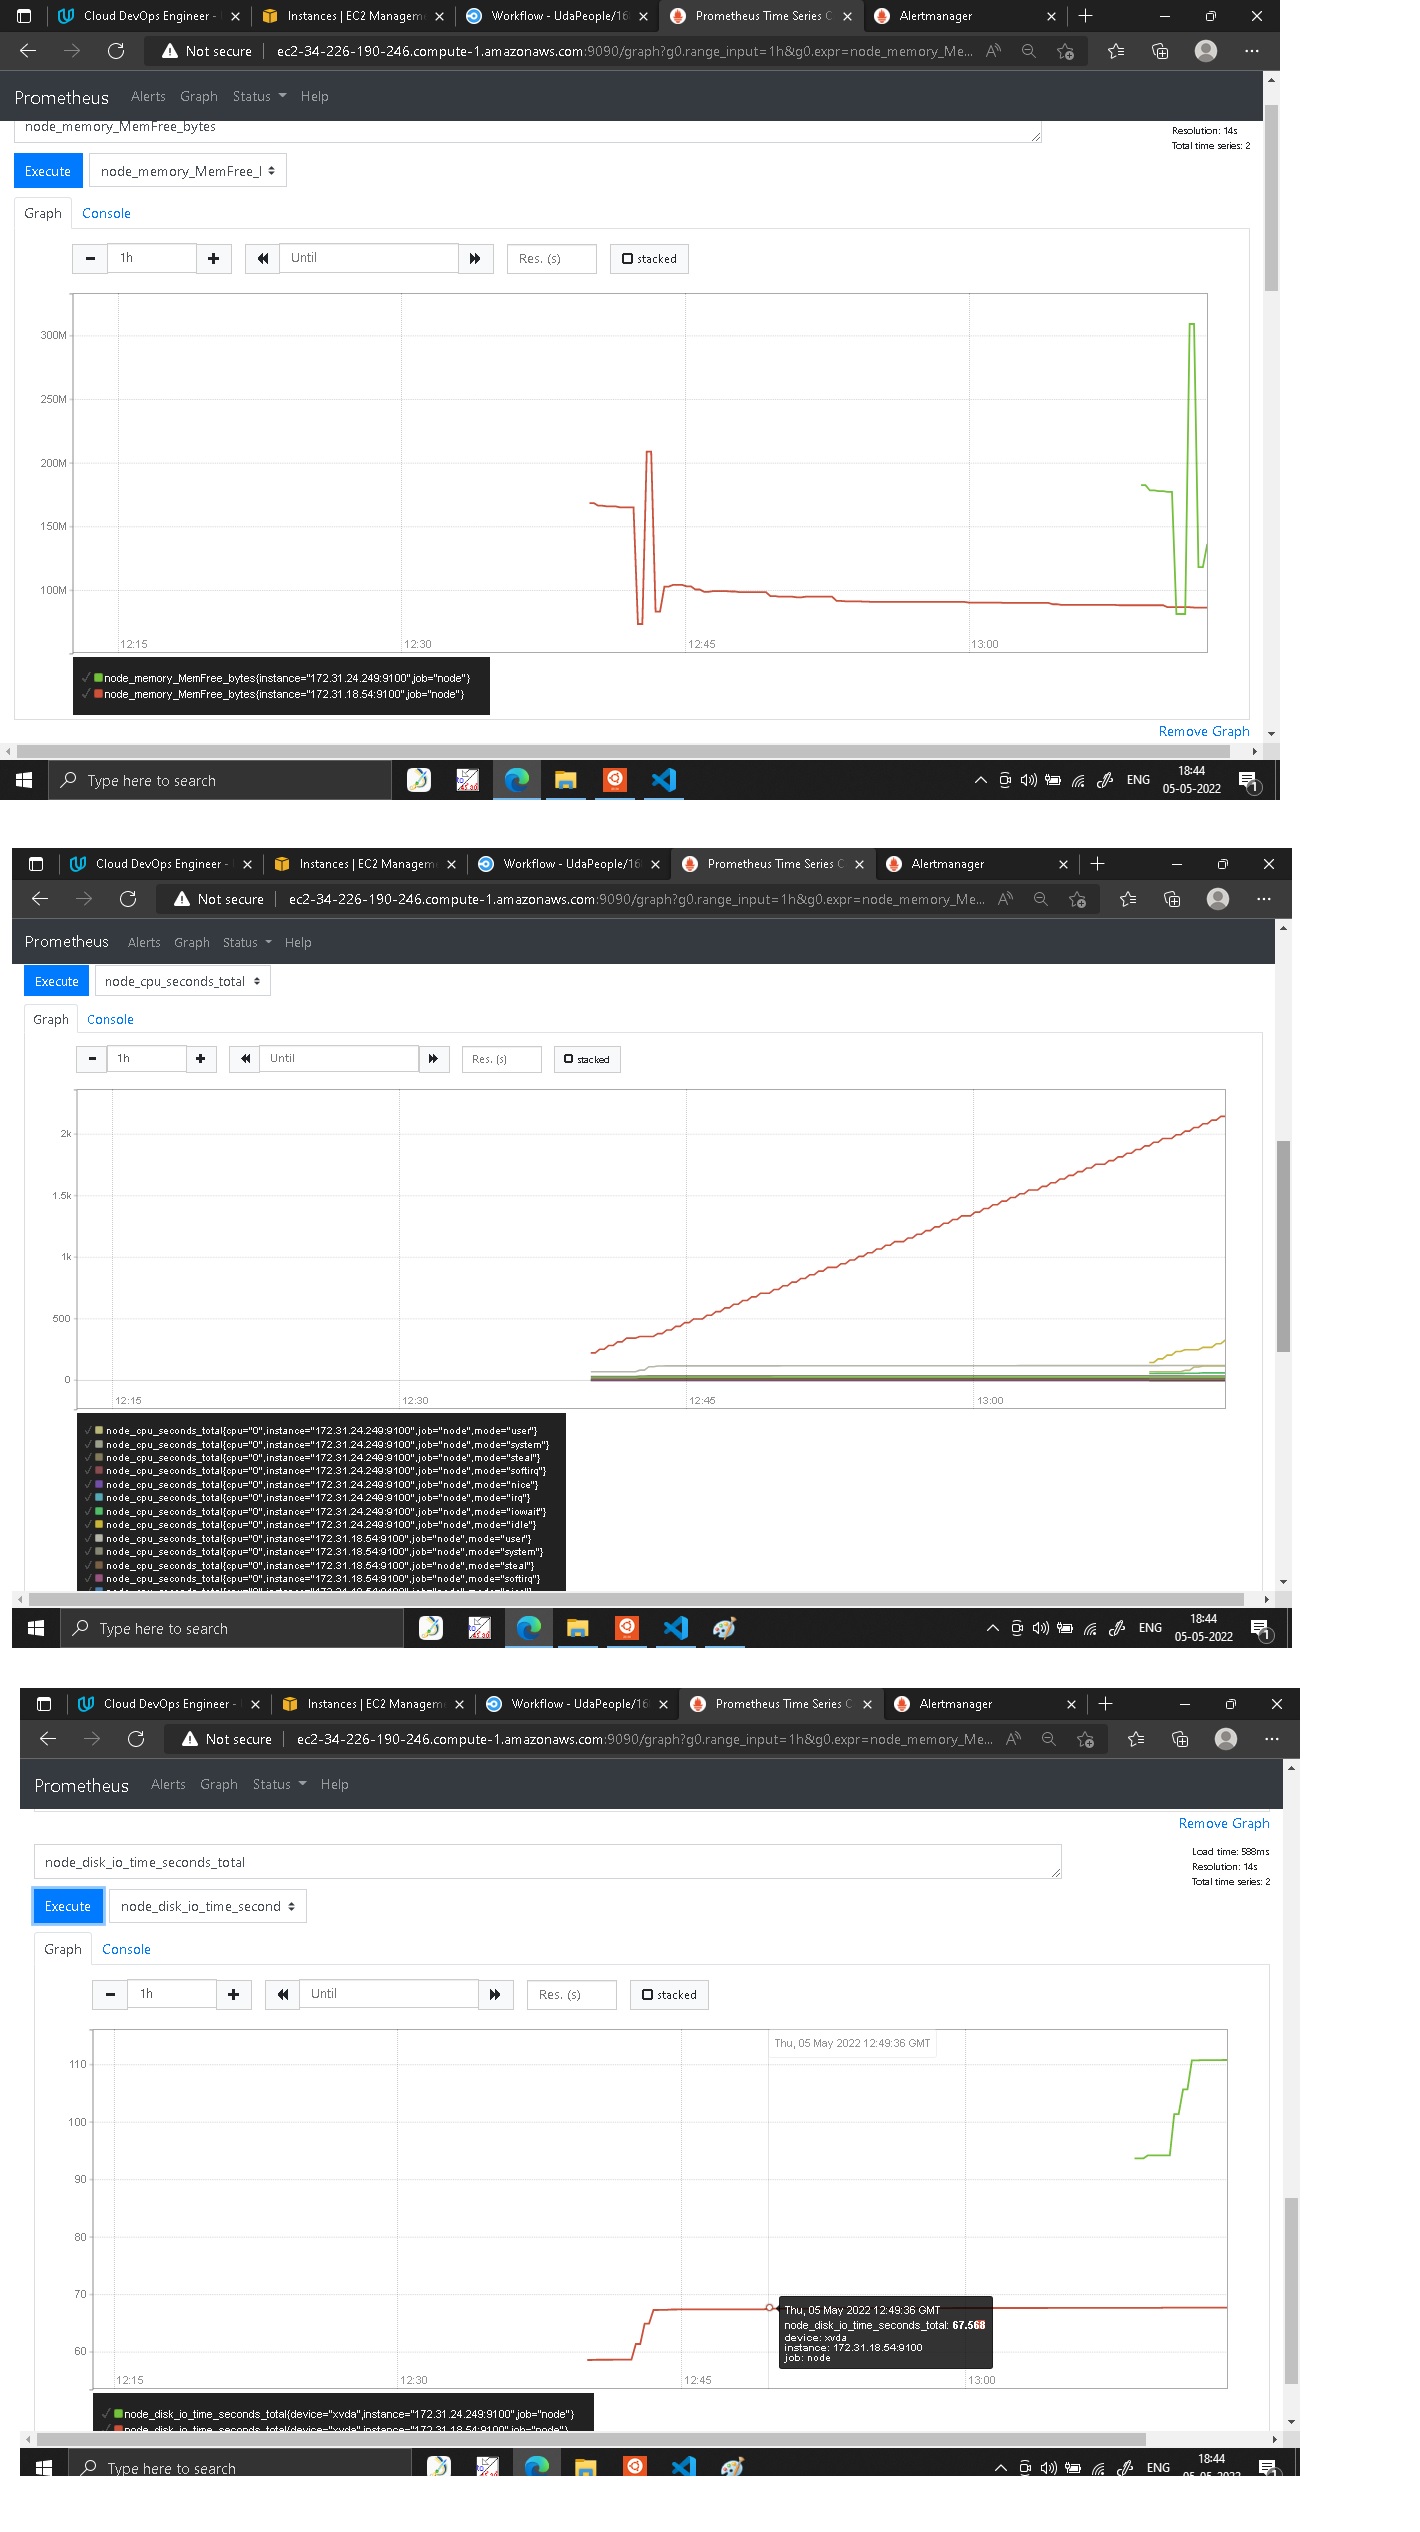 Cloud DevOps Engineer -
Instances | EC2 Managem
Workflow - UdaPeople/16
Prometheus Time Series C
Alertmanager
Not secure
ec2-34-226-190-246.compute-1.amazonaws.com:9090/graph?g0.range_input=1h&g0.expr=node_memory_Me...
Prometheus Alerts Graph Status Help
node_memory_MemFree_bytes
Resolution: 14s
Total time series: 2
Execute node_memory_MemFree_l
Graph Console
1h Until Res. (s) stacked
300M
250M
200M
150M
100M
12:15 12:30 12:45 13:00
node_memory_MemFree_bytes{instance="172.31.24.249:9100",job="node"}
node_memory_MemFree_bytes{instance="172.31.18.54:9100",job="node"}
Remove Graph
Type here to search
ENG
18:44
05-05-2022
1
Cloud DevOps Engineer -
Instances | EC2 Managem
Workflow - UdaPeople/16
Prometheus Time Series C
Alertmanager
Not secure
ec2-34-226-190-246.compute-1.amazonaws.com:9090/graph?g0.range_input=1h&g0.expr=node_memory_Me...
Prometheus Alerts Graph Status Help
Execute node_cpu_seconds_total
Graph Console
1h Until Res. (s) stacked
2k
1.5k
1k
500
0
12:15 12:30 12:45 13:00
node_cpu_seconds_total{cpu="0",instance="172.31.24.249:9100",job="node",mode="user"}
node_cpu_seconds_total{cpu="0",instance="172.31.24.249:9100",job="node",mode="system"}
node_cpu_seconds_total{cpu="0",instance="172.31.24.249:9100",job="node",mode="steal"}
node_cpu_seconds_total{cpu="0",instance="172.31.24.249:9100",job="node",mode="softirq"}
node_cpu_seconds_total{cpu="0",instance="172.31.24.249:9100",job="node",mode="nice"}
node_cpu_seconds_total{cpu="0",instance="172.31.24.249:9100",job="node",mode="irq"}
node_cpu_seconds_total{cpu="0",instance="172.31.24.249:9100",job="node",mode="iowait"}
node_cpu_seconds_total{cpu="0",instance="172.31.24.249:9100",job="node",mode="idle"}
node_cpu_seconds_total{cpu="0",instance="172.31.18.54:9100",job="node",mode="user"}
node_cpu_seconds_total{cpu="0",instance="172.31.18.54:9100",job="node",mode="system"}
node_cpu_seconds_total{cpu="0",instance="172.31.18.54:9100",job="node",mode="steal"}
node_cpu_seconds_total{cpu="0",instance="172.31.18.54:9100",job="node",mode="softirq"}
Type here to search
ENG
18:44
05-05-2022
1
Cloud DevOps Engineer -
Instances | EC2 Managem
Workflow - UdaPeople/16
Prometheus Time Series C
Alertmanager
Not secure
ec2-34-226-190-246.compute-1.amazonaws.com:9090/graph?g0.range_input=1h&g0.expr=node_memory_Me...
Prometheus Alerts Graph Status Help
Remove Graph
node_disk_io_time_seconds_total
Load time: 588ms
Resolution: 14s
Total time series: 2
Execute node_disk_io_time_second
Graph Console
1h Until Res. (s) stacked
Thu, 05 May 2022 12:49:36 GMT
110
100
90
80
70
60
Thu, 05 May 2022 12:49:36 GMT
node_disk_io_time_seconds_total: 67.568
device: xvda
instance: 172.31.18.54:9100
job: node
12:15 12:30 12:45 13:00
node_disk_io_time_seconds_total{device="xvda",instance="172.31.24.249:9100",job="node"}
node_disk_io_time_seconds_total{device="xvda",instance="172.31.18.54:9100",job="node"}
Type here to search
ENG
18:44